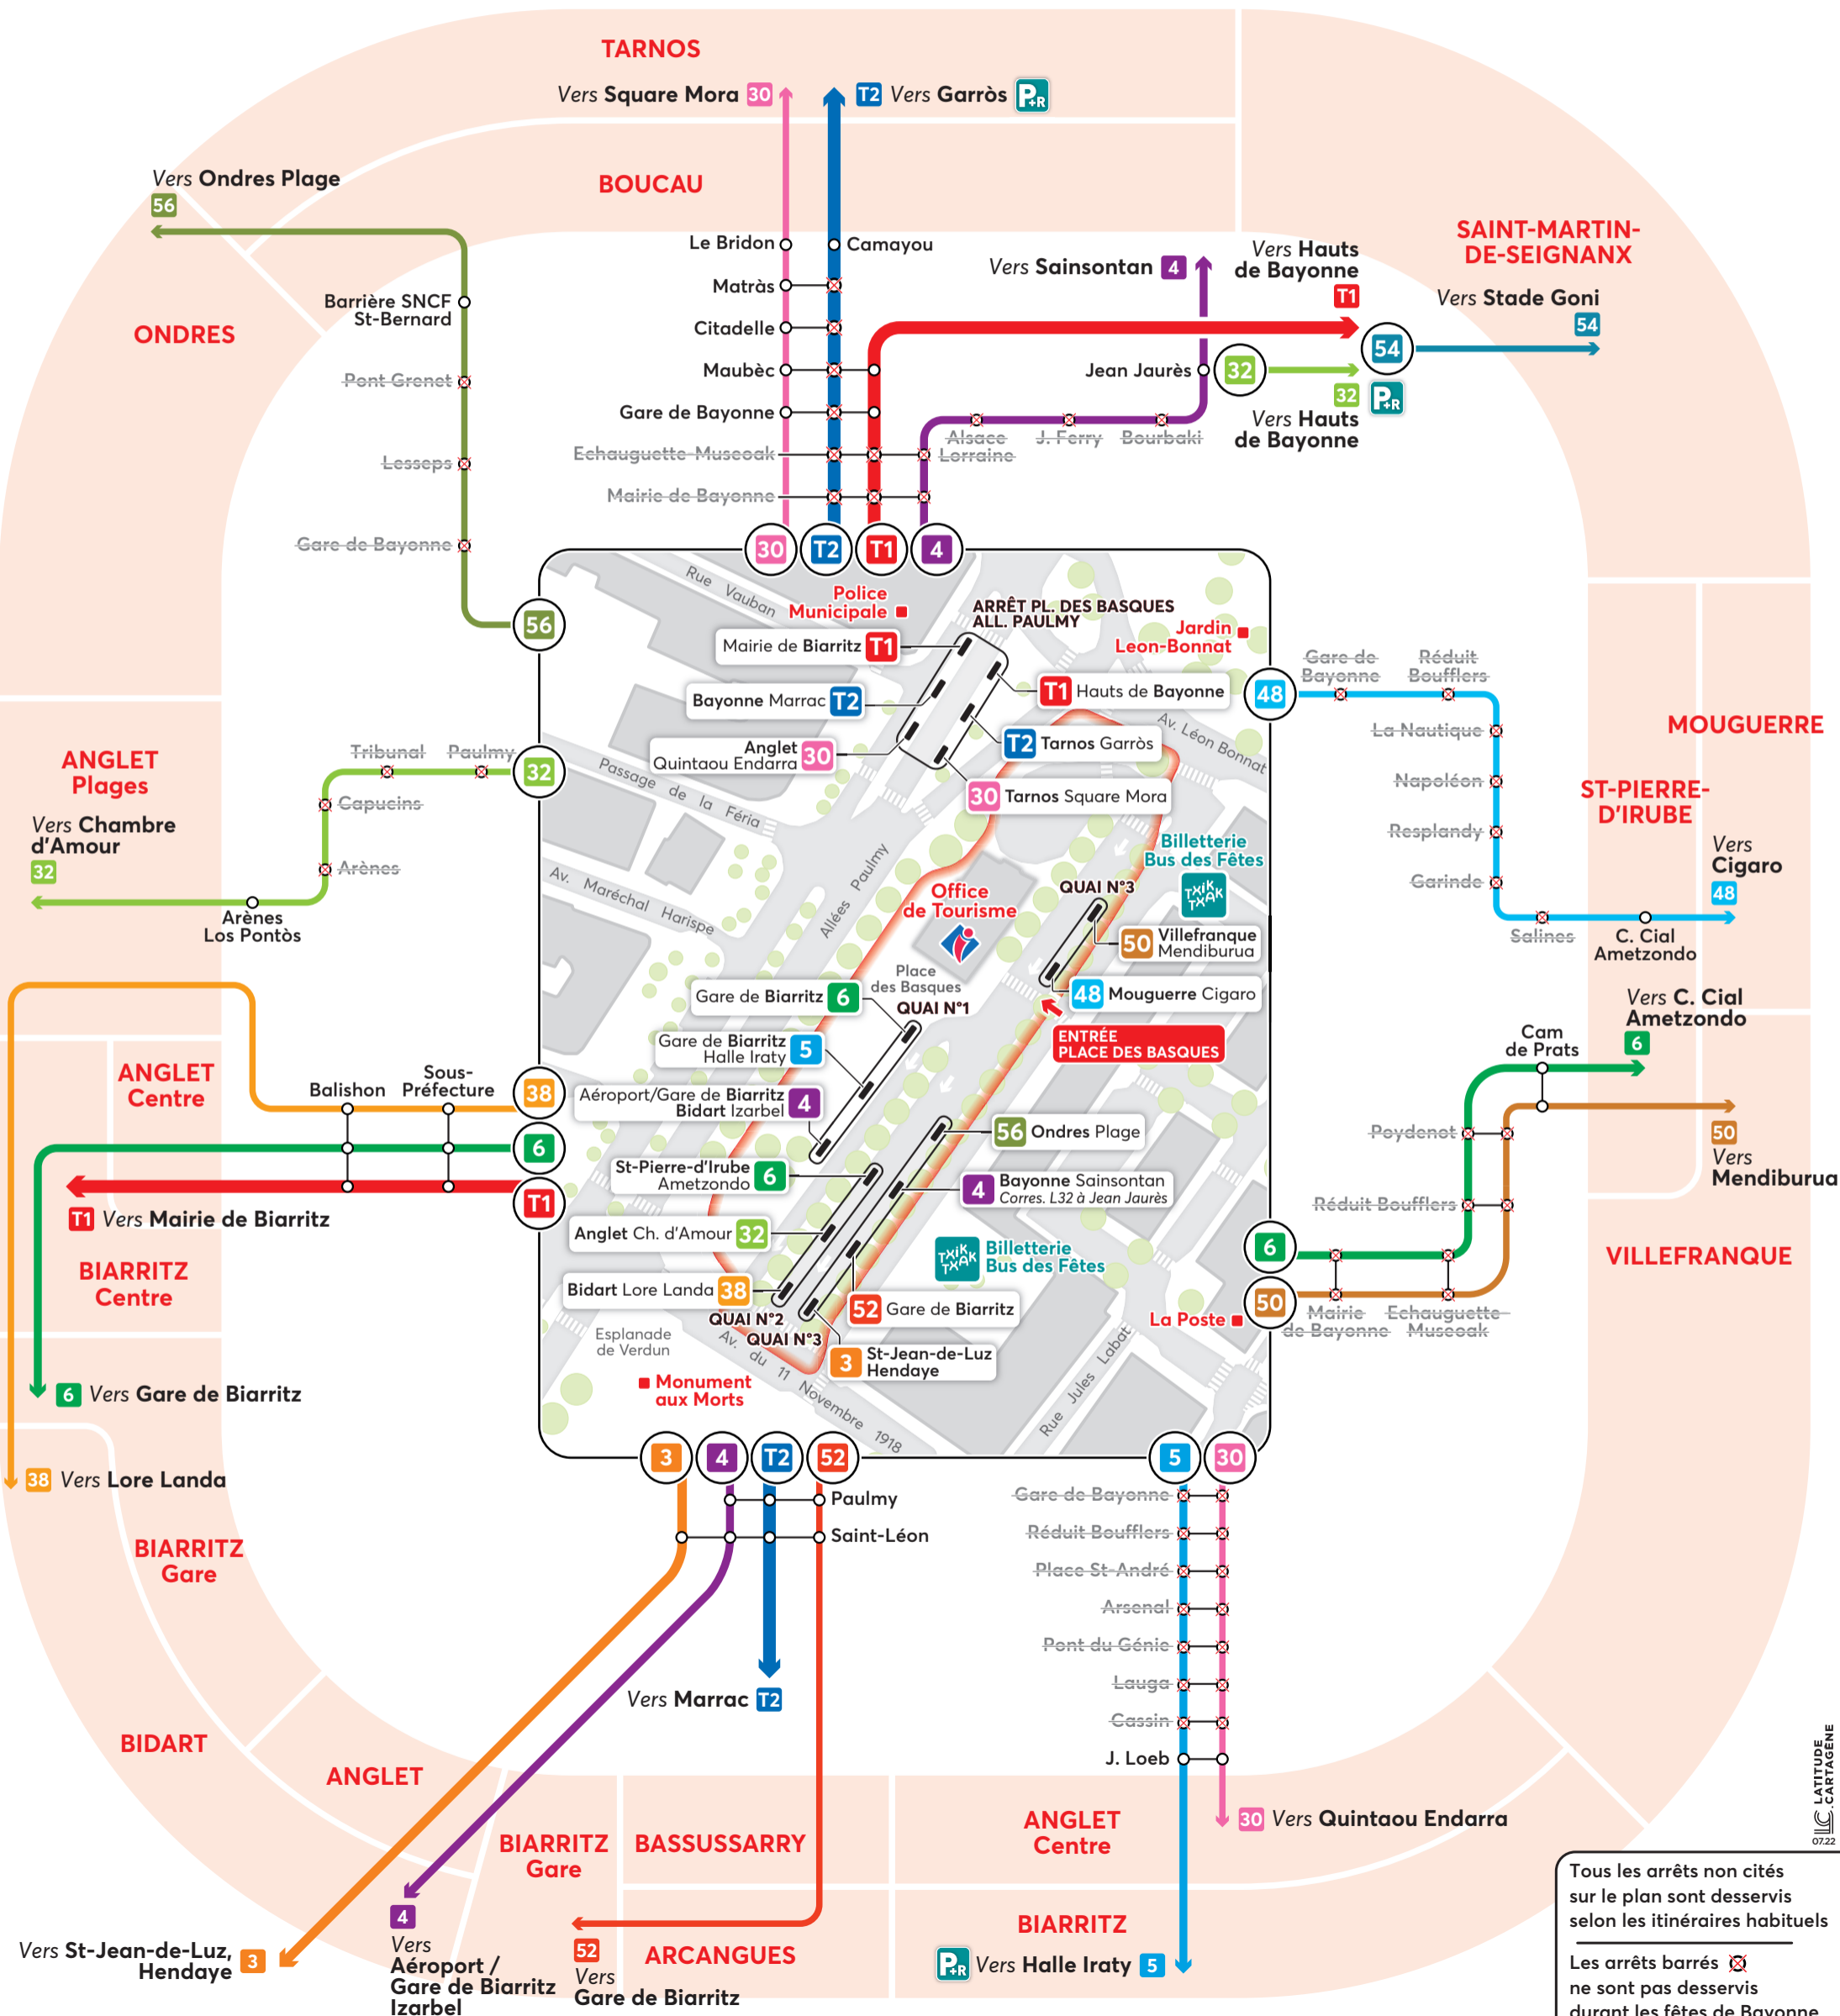 TARNOS
Vers Square Mora 30
T2 Vers Garròs P+R
BOUCAU
Vers Ondres Plage
56
ONDRES
Barrière SNCF
St-Bernard
Pont Grenet
Lesseps
Gare de Bayonne
56
Le Bridon
Camayou
Matràs
Citadelle
Maubèc
Gare de Bayonne
Echauguette-Museoak
Mairie de Bayonne
Vers Sainsontan 4
Vers Hauts
de Bayonne
T1
Jean Jaurès
32
32 P+R
Vers Hauts
de Bayonne
Alsace
Lorraine
J. Ferry
Bourbaki
SAINT-MARTIN-
DE-SEIGNANX
Vers Stade Goni
54
54
30 T2 T1 4
Rue Vauban
Police
Municipale
ARRÊT PL. DES BASQUES
ALL. PAULMY
Jardin
Leon-Bonnat
Mairie de Biarritz T1
Bayonne Marrac T2
Anglet
Quintaou Endarra 30
T1 Hauts de Bayonne
T2 Tarnos Garròs
30 Tarnos Square Mora
Av. Léon Bonnat
Passage de la Féria
Av. Maréchal Harispe
Allées Paulmy
Office
de Tourisme
Billetterie
Bus des Fêtes
TXIK TXAK
QUAI N°3
50 Villefranque
Mendiburua
48 Mouguerre Cigaro
ENTRÉE
PLACE DES BASQUES
Place
des Basques
QUAI N°1
Gare de Biarritz 6
Gare de Biarritz
Halle Iraty 5
Aéroport/Gare de Biarritz
Bidart Izarbel 4
56 Ondres Plage
4 Bayonne Sainsontan
Corres. L32 à Jean Jaurès
St-Pierre-d'Irube
Ametzondo 6
Anglet Ch. d'Amour 32
Bidart Lore Landa 38
QUAI N°2
QUAI N°3
52 Gare de Biarritz
3 St-Jean-de-Luz
Hendaye
TXIK TXAK
Billetterie
Bus des Fêtes
La Poste
Esplanade
de Verdun
Av. du 11 Novembre 1918
Monument
aux Morts
Rue Jules Labat
ANGLET
Plages
Vers Chambre
d'Amour
32
Tribunal
Paulmy
Capucins
Arènes
Arènes
Los Pontòs
32
ANGLET
Centre
Balishon
Sous-
Préfecture
38
6
T1
T1 Vers Mairie de Biarritz
BIARRITZ
Centre
6 Vers Gare de Biarritz
38 Vers Lore Landa
BIARRITZ
Gare
BIDART
ANGLET
48
Gare de
Bayonne
Réduit
Boufflers
La Nautique
Napoléon
Resplandy
Garinde
Salines
C. Cial
Ametzondo
MOUGUERRE
ST-PIERRE-
D'IRUBE
Vers
Cigaro
48
Vers C. Cial
Ametzondo
6
Cam
de Prats
50
Vers
Mendiburua
Poydenot
Réduit Boufflers
6
50
Mairie
de Bayonne
Echauguette
Museoak
VILLEFRANQUE
3 4 T2 52
Paulmy
Saint-Léon
Vers Marrac T2
5 30
Gare de Bayonne
Réduit Boufflers
Place St-André
Arsenal
Pont du Génie
Lauga
Cassin
J. Loeb
30 Vers Quintaou Endarra
BIARRITZ
Gare
BASSUSSARRY
ANGLET
Centre
BIARRITZ
P+R Vers Halle Iraty 5
ARCANGUES
Vers St-Jean-de-Luz,
Hendaye 3
4
Vers
Aéroport /
Gare de Biarritz
Izarbel
52
Vers
Gare de Biarritz
LATITUDE
CARTAGÈNE
07.22
Tous les arrêts non cités
sur le plan sont desservis
selon les itinéraires habituels
Les arrêts barrés
ne sont pas desservis
durant les fêtes de Bayonne